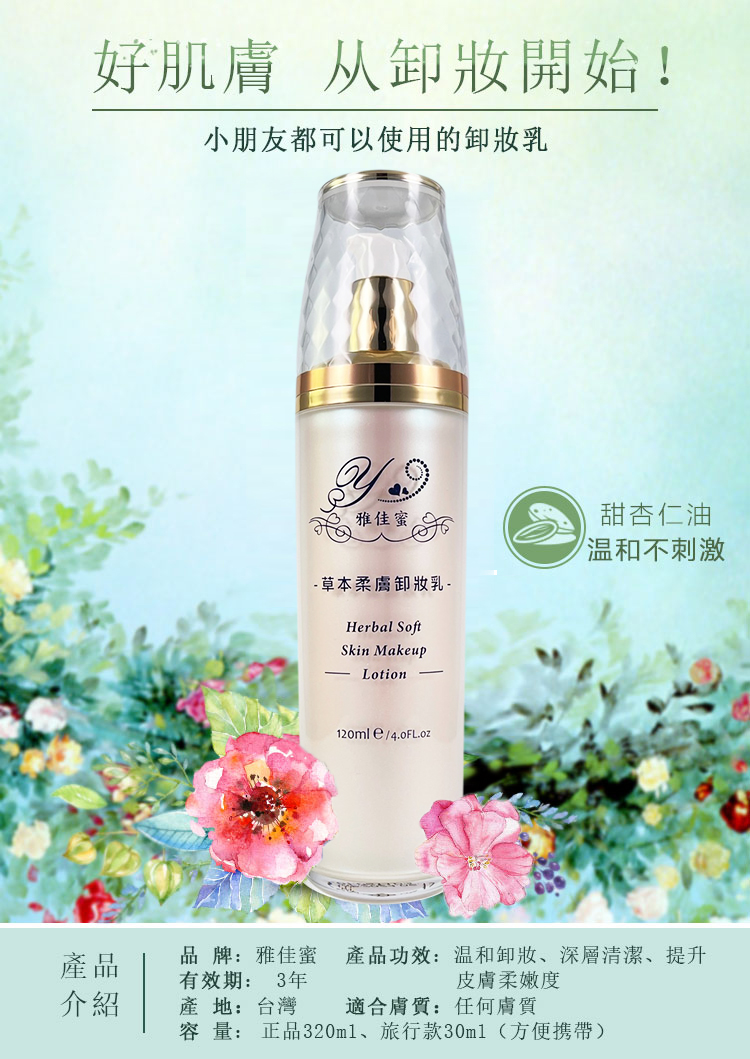 好肌膚 从卸妝開始!
小朋友都可以使用的卸妝乳
y
雅佳蜜
-草本柔膚卸妝乳-
Herbal Soft
Skin Makeup
Lotion
120ml e/4.0FL.oz
甜杏仁油
温和不刺激
產品
介紹
品 牌: 雅佳蜜 產品功效: 温和卸妝、深層清潔、提升
皮膚柔嫩度
有效期: 3年
產 地: 台灣 適合膚質: 任何膚質
容 量: 正品320ml、旅行款30ml（方便携帶）